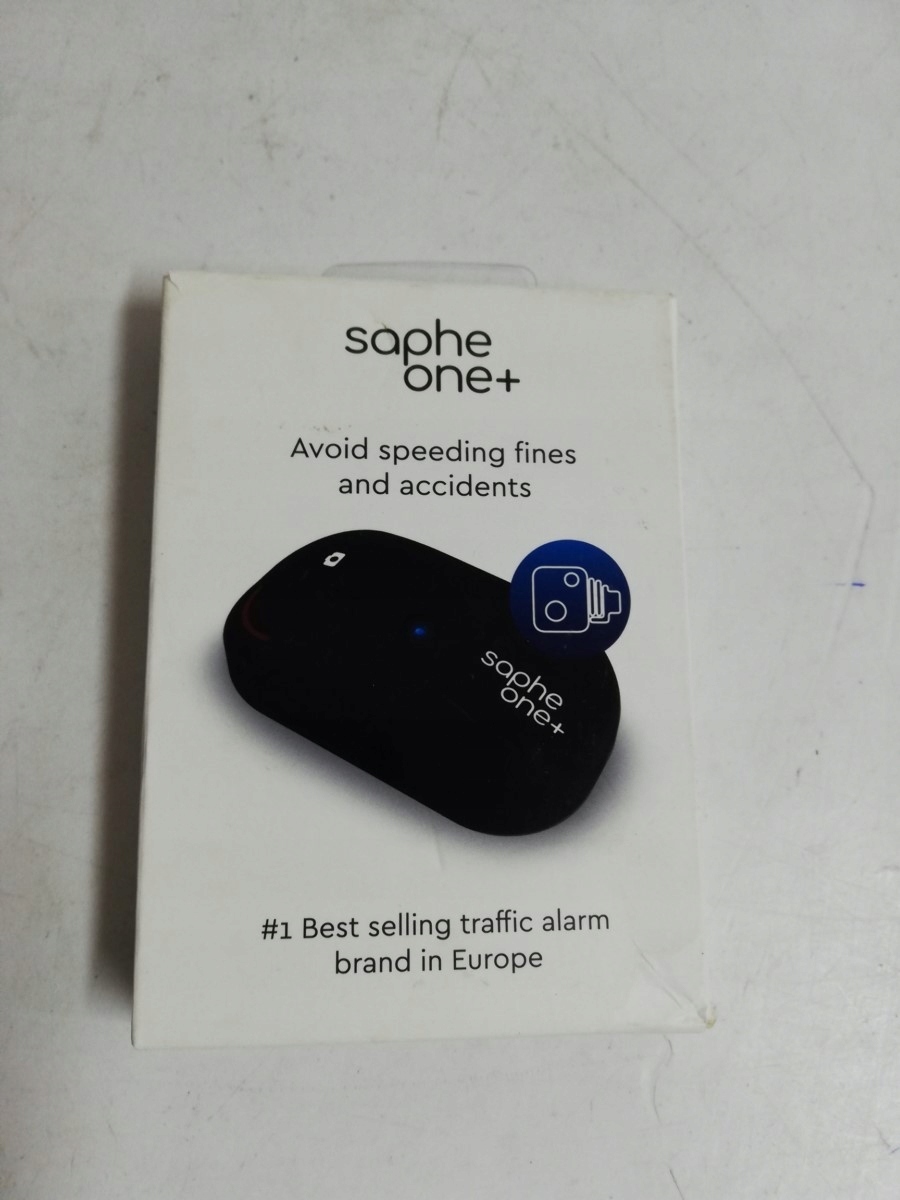 saphe
one+
Avoid speeding fines
and accidents
saphe
one+
#1 Best selling traffic alarm
brand in Europe